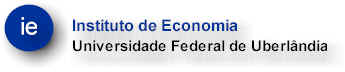 ie
Instituto de Economia
Universidade Federal de Uberlândia